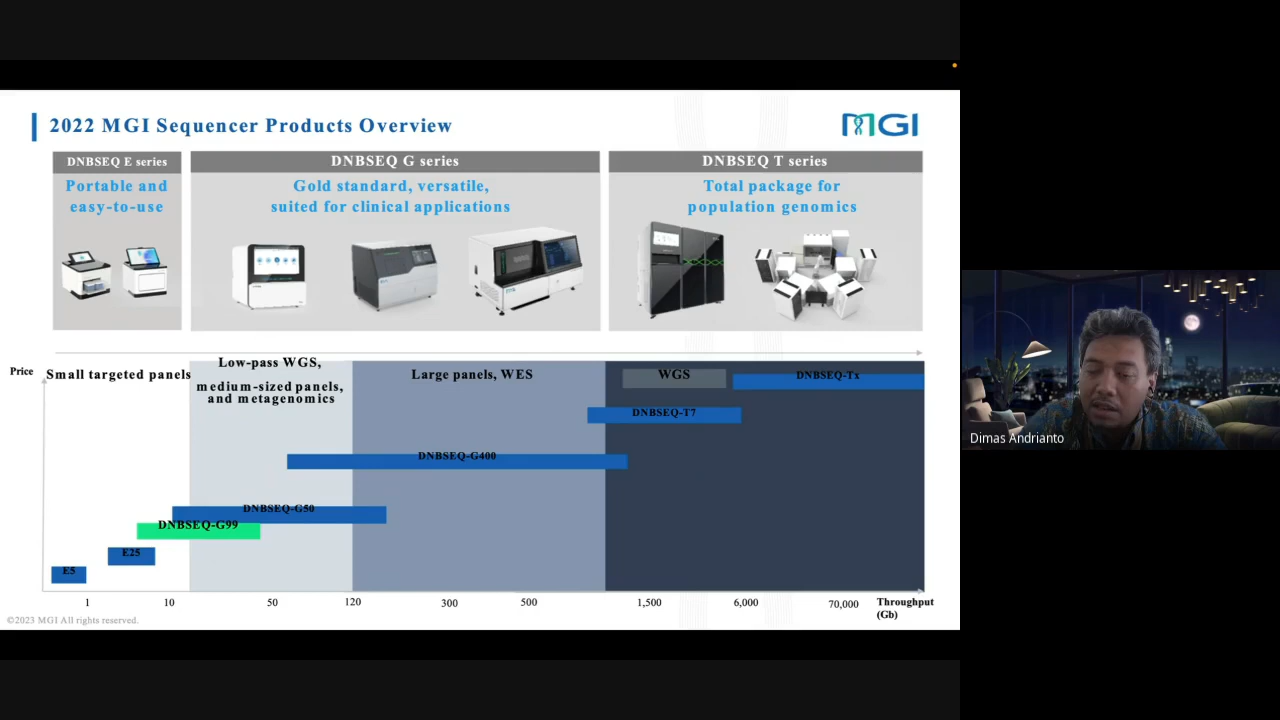 2022 MGI Sequencer Products Overview
MGI
DNBSEQ E series
DNBSEQ G series
DNBSEQ T series
Portable and
easy-to-use
Gold standard, versatile,
suited for clinical applications
Total package for
population genomics
Price
Small targeted panels
Low-pass WGS,
medium-sized panels,
and metagenomics
Large panels, WES
WGS
DNBSEQ-Tx
DNBSEQ-T7
DNBSEQ-G400
DNBSEQ-G50
DNBSEQ-G99
E25
E5
1
10
50
120
300
500
1,500
6,000
70,000
Throughput
(Gb)
©2023 MGI All rights reserved.
Dimas Andrianto